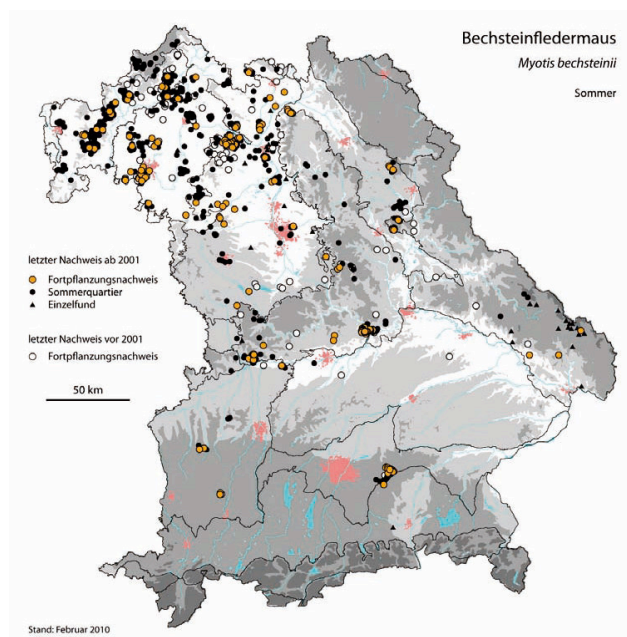 Bechsteinfledermaus
Myotis bechsteinii
Sommer
letzter Nachweis ab 2001
Fortpflanzungsnachweis
Sommerquartier
Einzelfund
letzter Nachweis vor 2001
Fortpflanzungsnachweis
50 km
Stand: Februar 2010